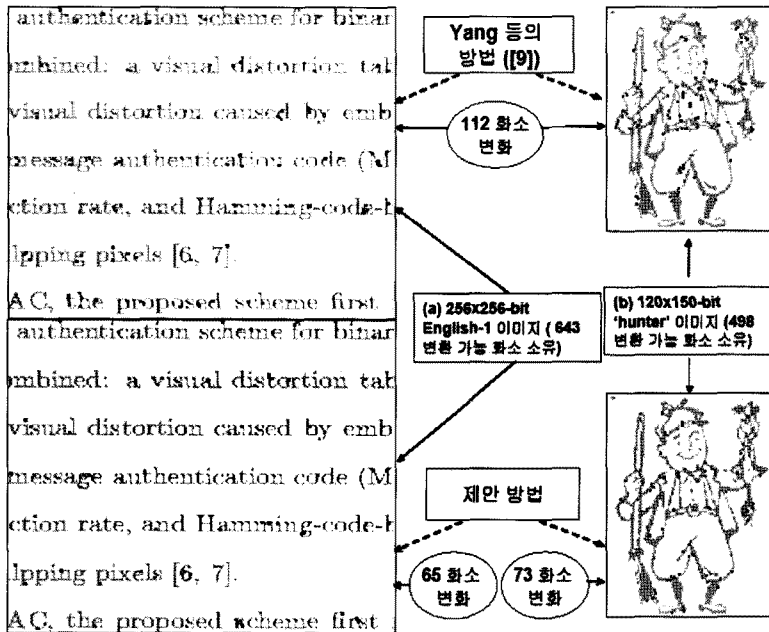 authentication scheme for binar
mbined: a visual distortion tab
visual distortion caused by emb
message authentication code (M
ction rate, and Hamming-code-b
lpping pixels [6, 7].
AC, the proposed scheme first
Yang 등의
방법 ([9])
112 화소
변화
(a) 256x256-bit
English-1 이미지 ( 643
변환 가능 화소 소유)
(b) 120x150-bit
'hunter' 이미지 (498
변환 가능 화소 소유)
authentication scheme for binar
mbined: a visual distortion tab
visual distortion caused by emb
message authentication code (M
ction rate, and Hamming-code-b
lpping pixels [6, 7].
AC, the proposed scheme first
제안 방법
65 화소
변화
73 화소
변화